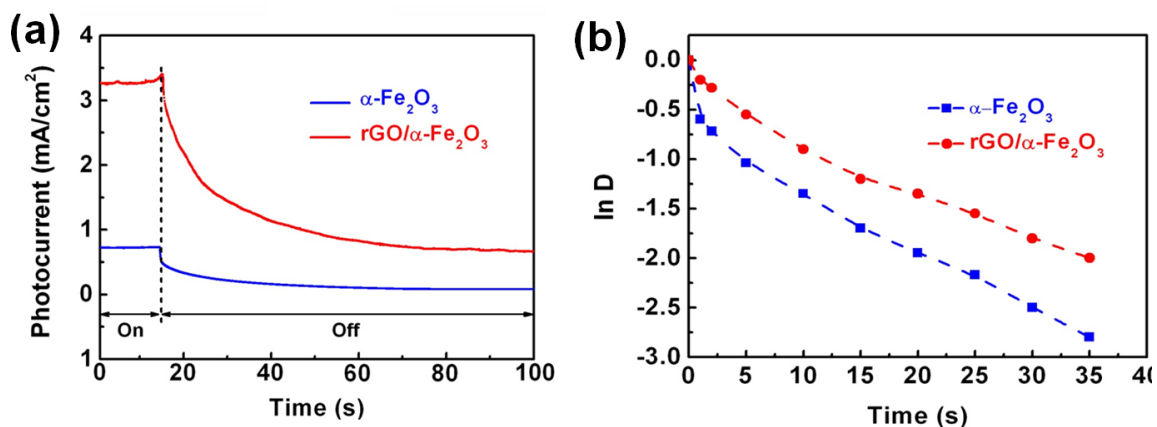 (a)
Photocurrent (mA/cm²)
4
3
2
1
0
1
α-Fe₂O₃
rGO/α-Fe₂O₃
On
Off
0 20 40 60 80 100
Time (s)
(b)
ln D
0.0
-0.5
-1.0
-1.5
-2.0
-2.5
-3.0
α–Fe₂O₃
rGO/α-Fe₂O₃
0 5 10 15 20 25 30 35 40
Time (s)